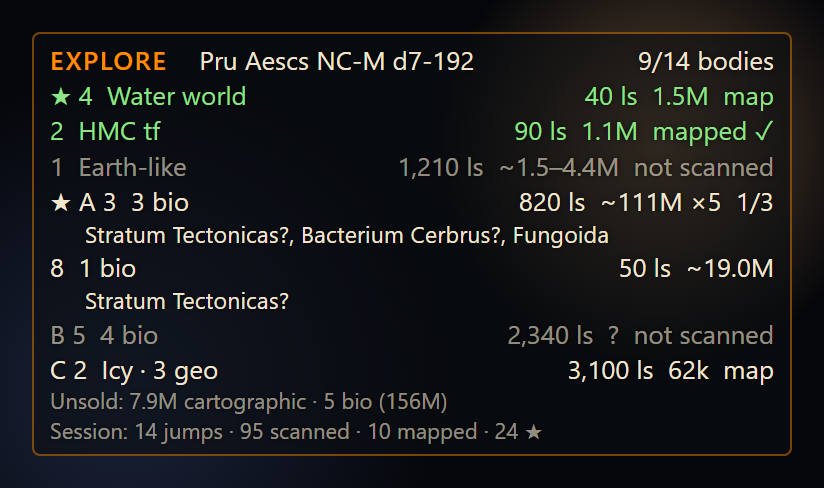 EXPLORE Pru Aescs NC-M d7-192 9/14 bodies
★ 4 Water world 40 ls 1.5M map
2 HMC tf 90 ls 1.1M mapped ✓
1 Earth-like 1,210 ls ~1.5–4.4M not scanned
★ A 3 3 bio 820 ls ~111M ×5 1/3
Stratum Tectonicas?, Bacterium Cerbrus?, Fungoida
8 1 bio 50 ls ~19.0M
Stratum Tectonicas?
B 5 4 bio 2,340 ls ? not scanned
C 2 Icy · 3 geo 3,100 ls 62k map
Unsold: 7.9M cartographic · 5 bio (156M)
Session: 14 jumps · 95 scanned · 10 mapped · 24 ★